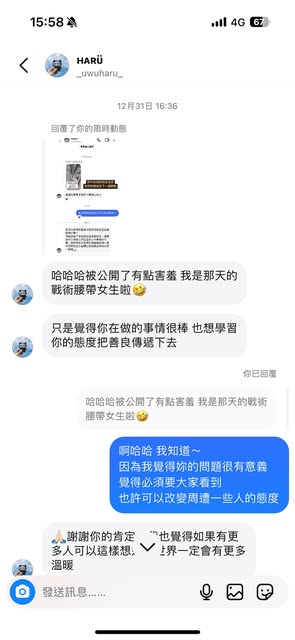 15:58
4G
67
HARÜ
_uwuharu_
12月31日 16:36
回覆了你的限時動態
哈哈哈被公開了有點害羞 我是那天的
戰術腰帶女生啦🤣
只是覺得你在做的事情很棒 也想學習
你的態度把善良傳遞下去
你已回覆
哈哈哈被公開了有點害羞 我是那天的戰術
腰帶女生啦🤣
啊哈哈 我知道～
因為我覺得妳的問題很有意義
覺得必須要大家看到
也許可以改變周遭一些人的態度
🙏🏻謝謝你的肯定
也覺得如果有更
多人可以這樣想
世界一定會有更多
溫暖
發送訊息......